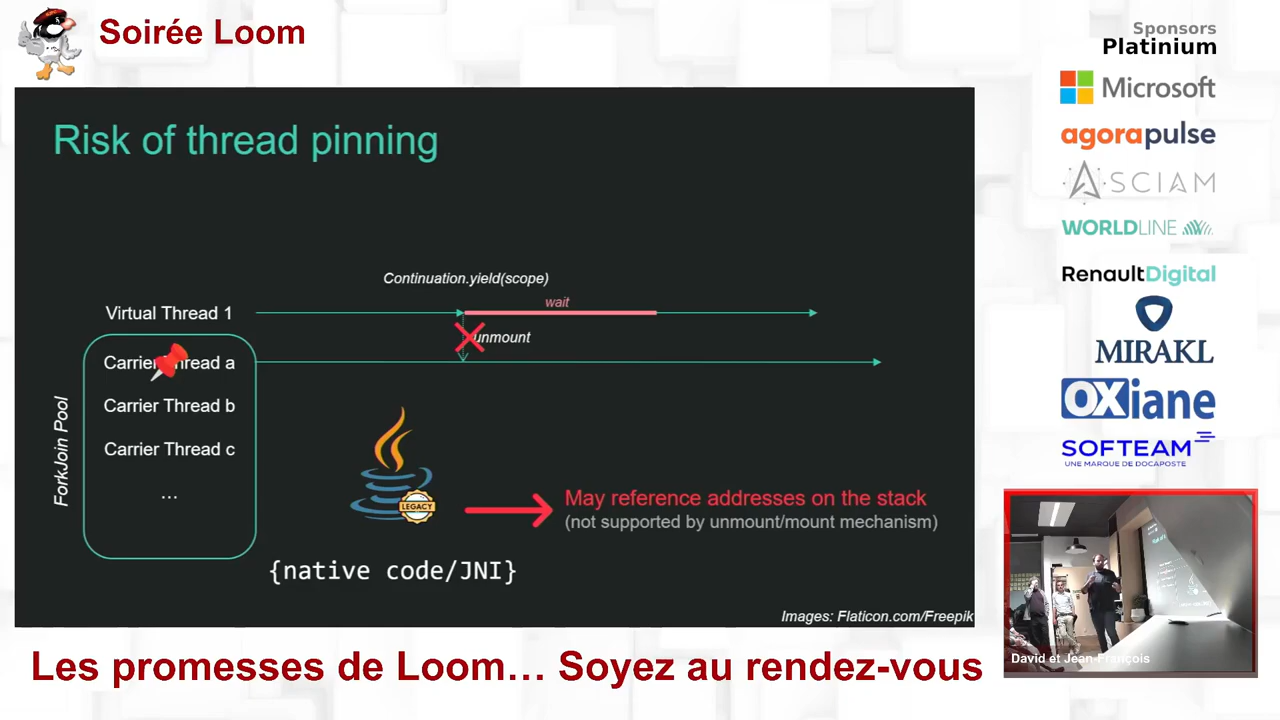 Soirée Loom
Sponsors
Platinium
Microsoft
agorapulse
ASCIAM
WORLDLINE
RenaultDigital
MIRAKL
OXiane
SOFTEAM
UNE MARQUE DE DOCAPOSTE
Risk of thread pinning
Continuation.yield(scope)
Virtual Thread 1
wait
unmount
ForkJoin Pool
Carrier Thread a
Carrier Thread b
Carrier Thread c
...
LEGACY
May reference addresses on the stack
(not supported by unmount/mount mechanism)
{native code/JNI}
Images: Flaticon.com/Freepik
David et Jean-François
Les promesses de Loom... Soyez au rendez-vous